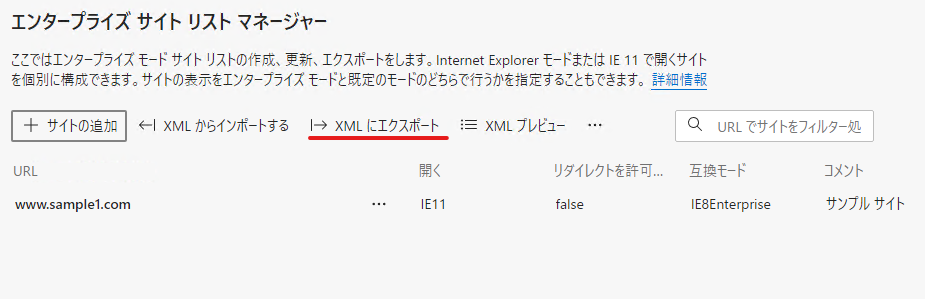 エンタープライズ サイト リスト マネージャー
ここではエンタープライズ モード サイト リストの作成、更新、エクスポートをします。Internet Explorer モードまたは IE 11 で開くサイト
を個別に構成できます。サイトの表示をエンタープライズ モードと既定のモードのどちらで行うかを指定することもできます。 詳細情報
サイトの追加 XML からインポートする XML にエクスポート XML プレビュー ... URL でサイトをフィルター処
URL 開く リダイレクトを許可... 互換モード コメント
www.sample1.com ... IE11 false IE8Enterprise サンプル サイト